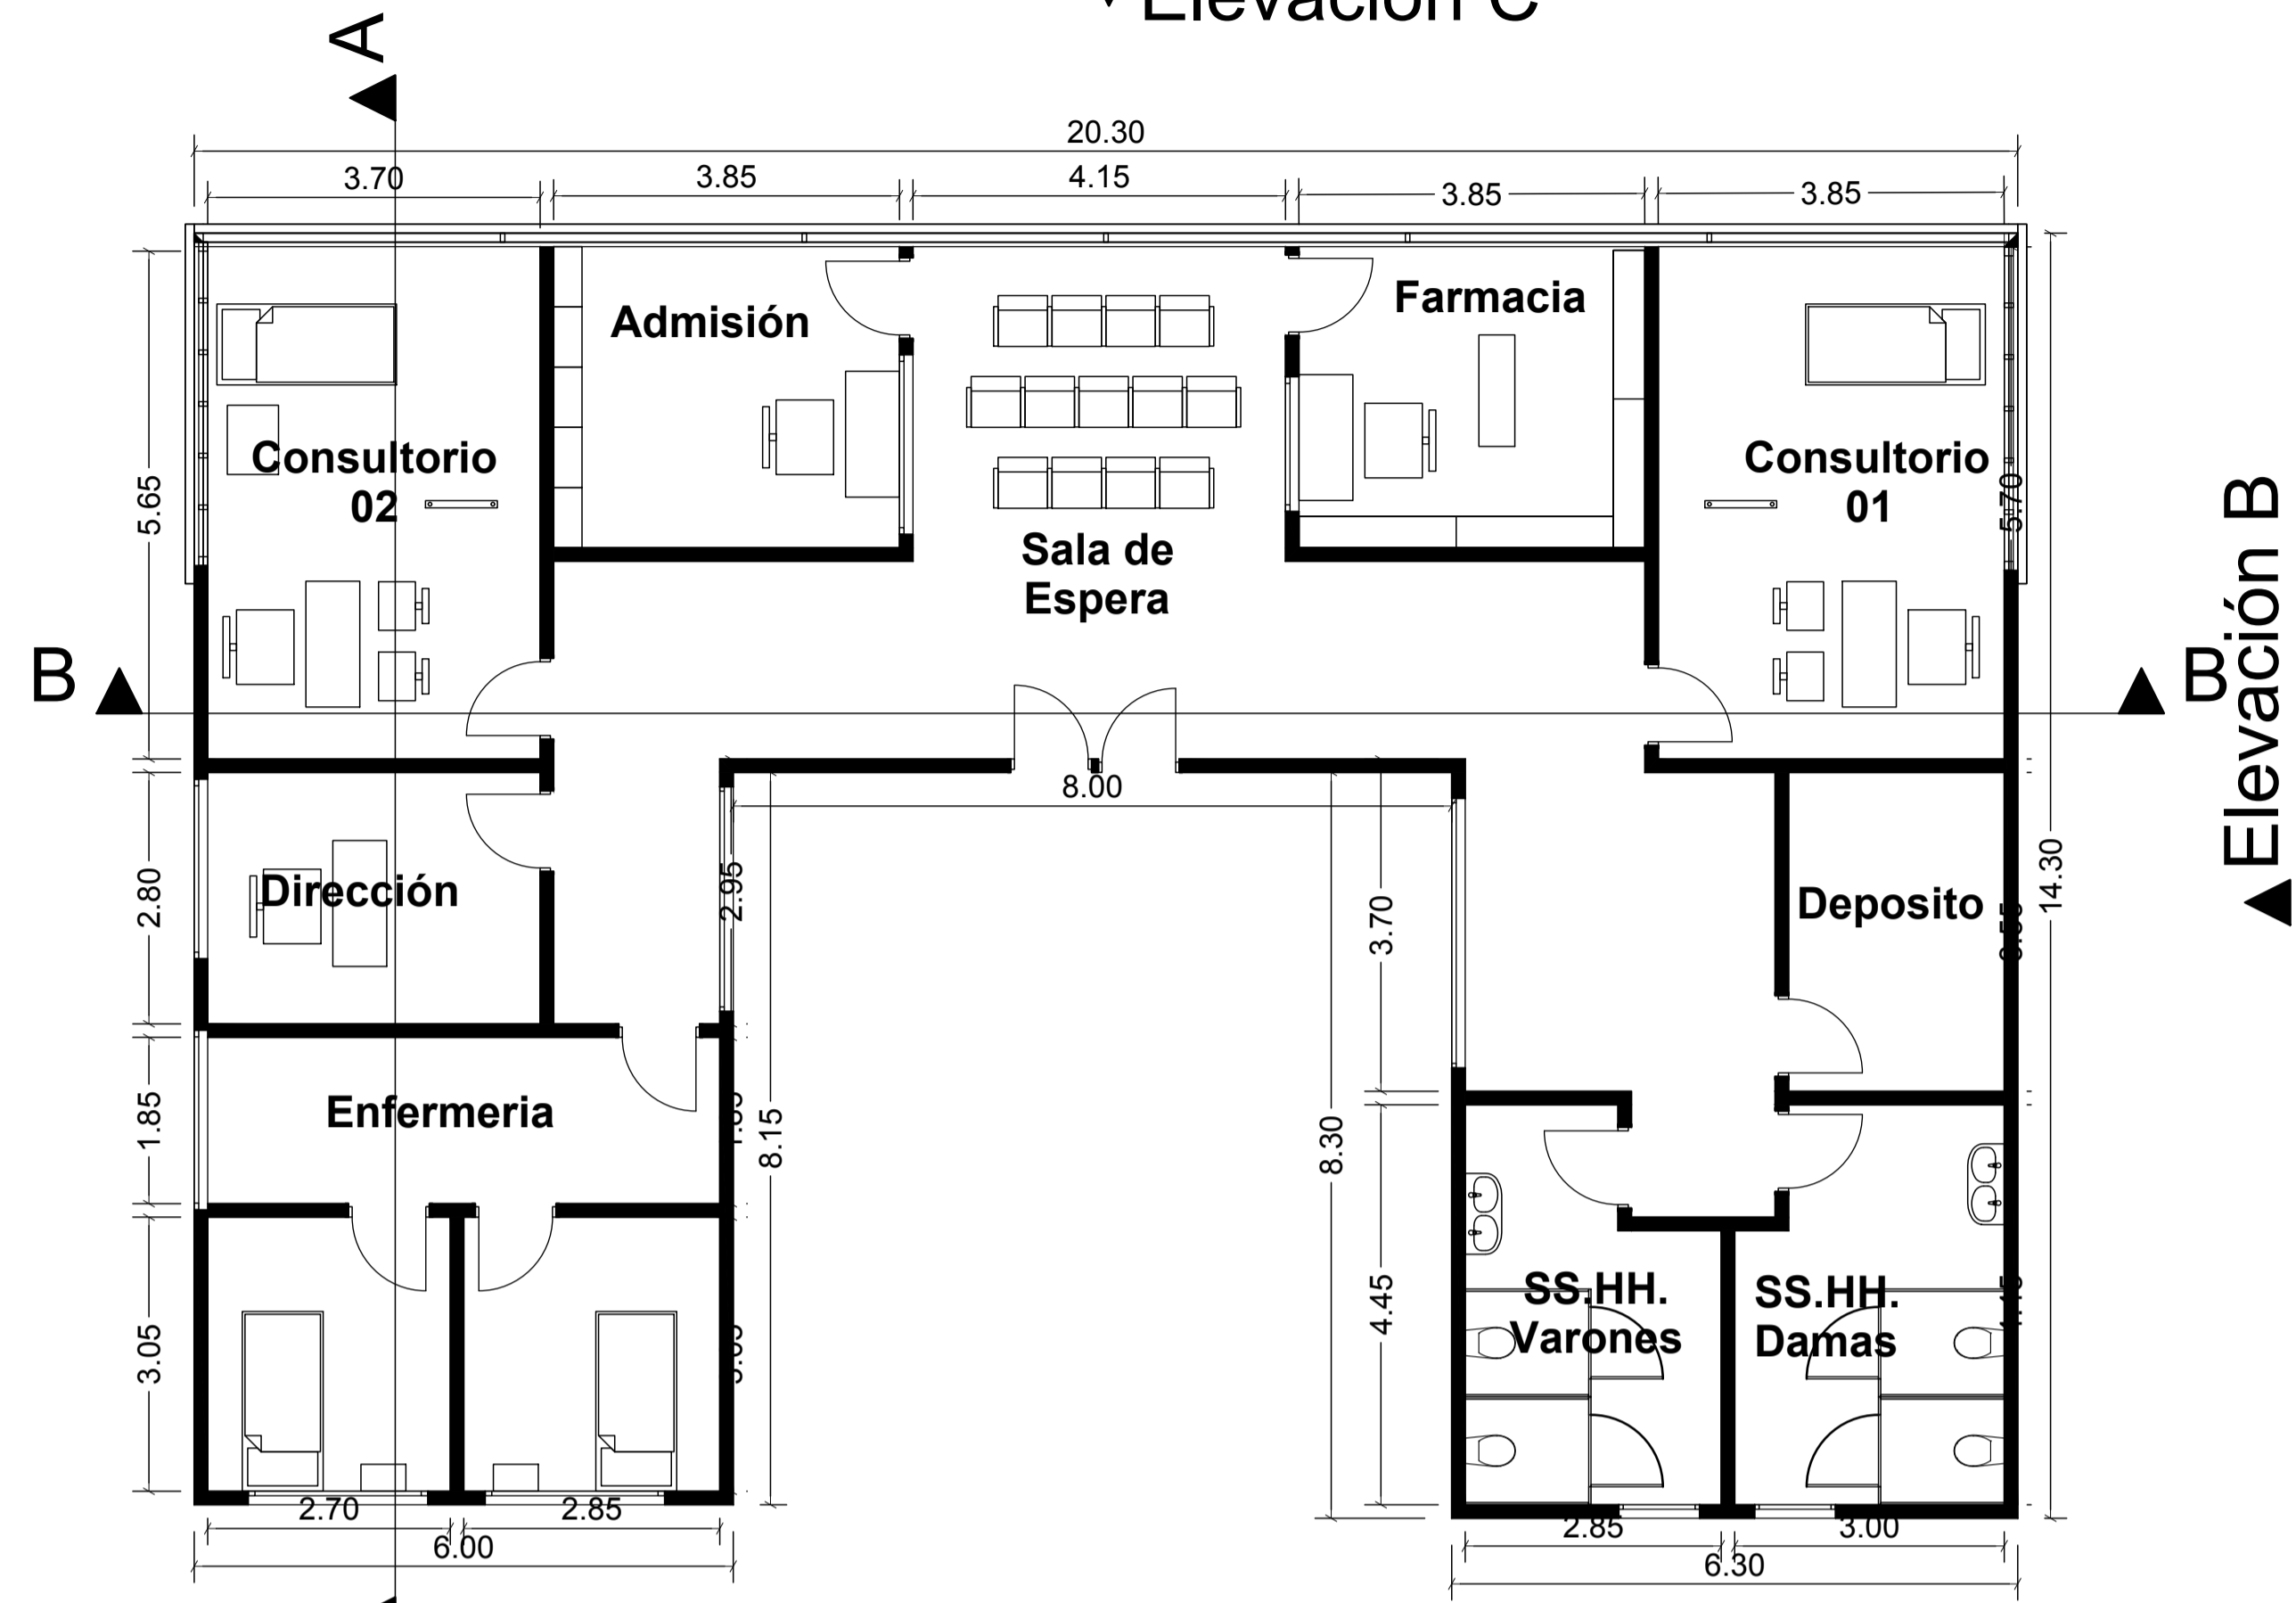 Elevación C
A
20.30
3.70
3.85
4.15
3.85
3.85
Admisión
Farmacia
Consultorio
02
Consultorio
01
5.65
5.70
Sala de
Espera
Elevación B
B
B
8.00
2.80
Dirección
2.95
3.70
Deposito
14.30
1.85
Enfermeria
8.15
8.30
3.05
4.45
SS.HH.
Varones
SS.HH.
Damas
2.70
2.85
6.00
2.85
3.00
6.30